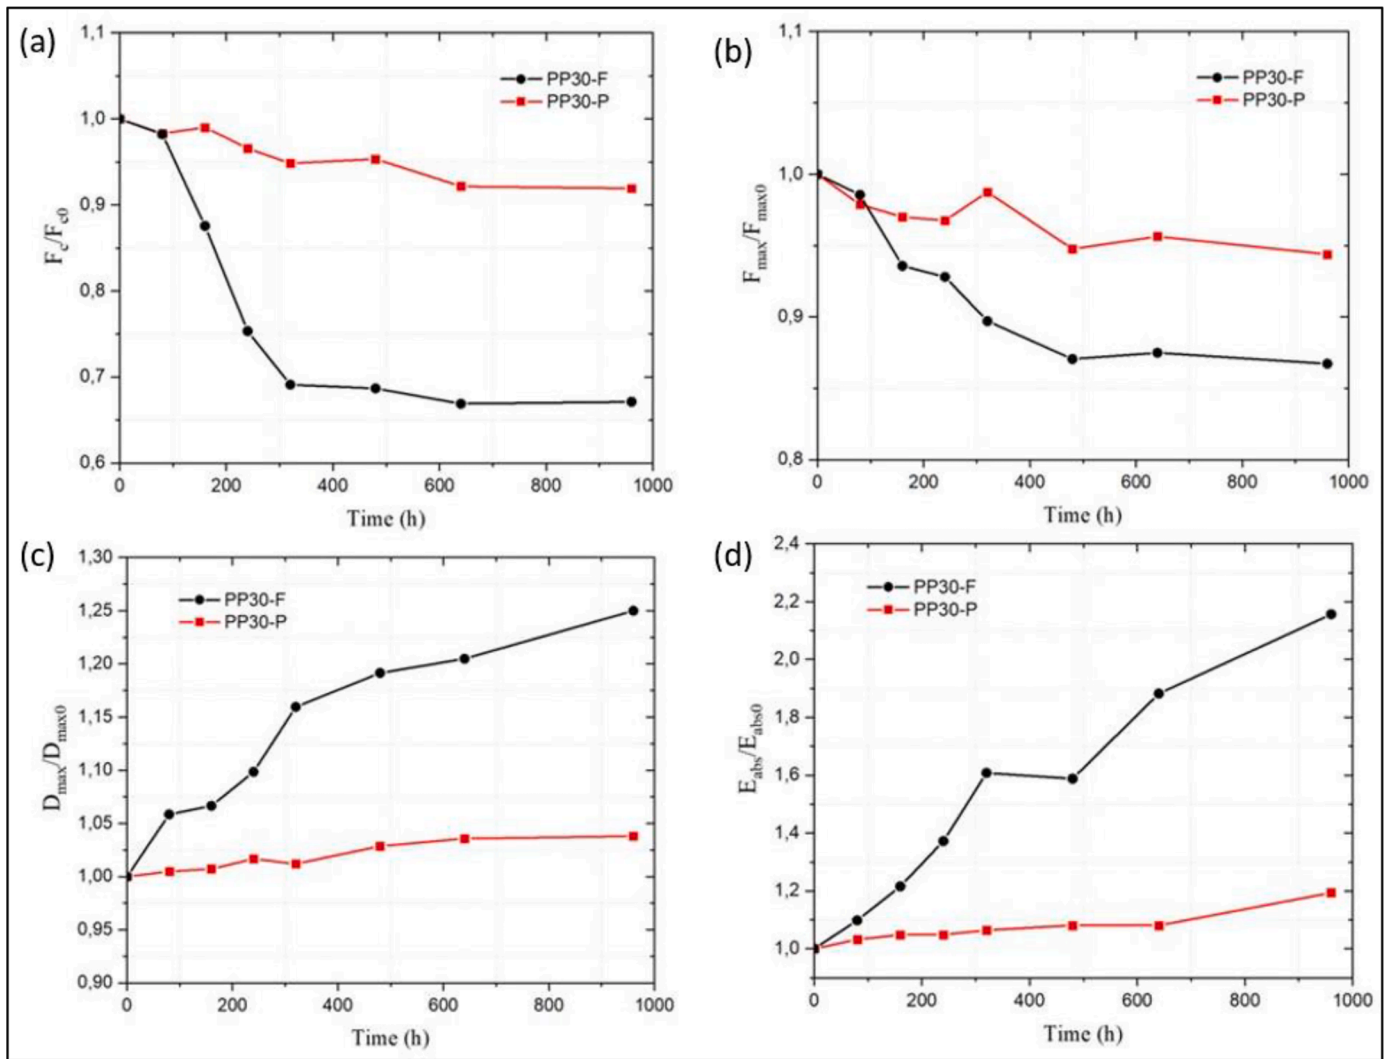 (a)
1,1
1,0
0,9
0,8
0,7
0,6
F_c/F_c0
PP30-F
PP30-P
0 200 400 600 800 1000
Time (h)
(b)
1,1
1,0
0,9
0,8
F_max/F_max0
PP30-F
PP30-P
0 200 400 600 800 1000
Time (h)
(c)
1,30
1,25
1,20
1,15
1,10
1,05
1,00
0,95
0,90
D_max/D_max0
PP30-F
PP30-P
0 200 400 600 800 1000
Time (h)
(d)
2,4
2,2
2,0
1,8
1,6
1,4
1,2
1,0
E_abs/E_abs0
PP30-F
PP30-P
0 200 400 600 800 1000
Time (h)